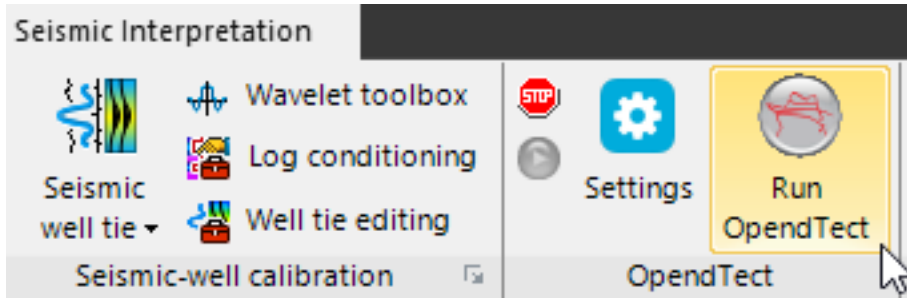 Seismic Interpretation
Seismic
well tie
Wavelet toolbox
Log conditioning
Well tie editing
Seismic-well calibration
STOP
Settings
Run
OpendTect
OpendTect